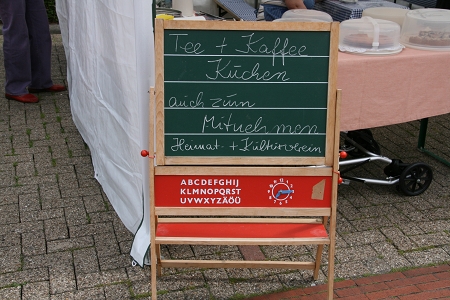 Tee + Kaffee
Kuchen
auch zum
Mitnehmen
Heimat- + Kulturverein
ABCDEFGHIJ
KLMNOPQRST
UVWXYZÄÖÜ